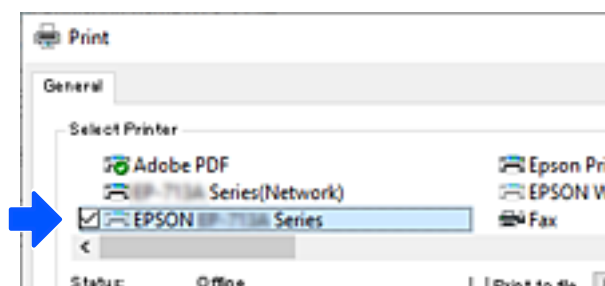 Print
General
Select Printer
Adobe PDF
Epson Pri
Series(Network)
EPSON W
EPSON Series
Fax
Status: Offline
Print to file